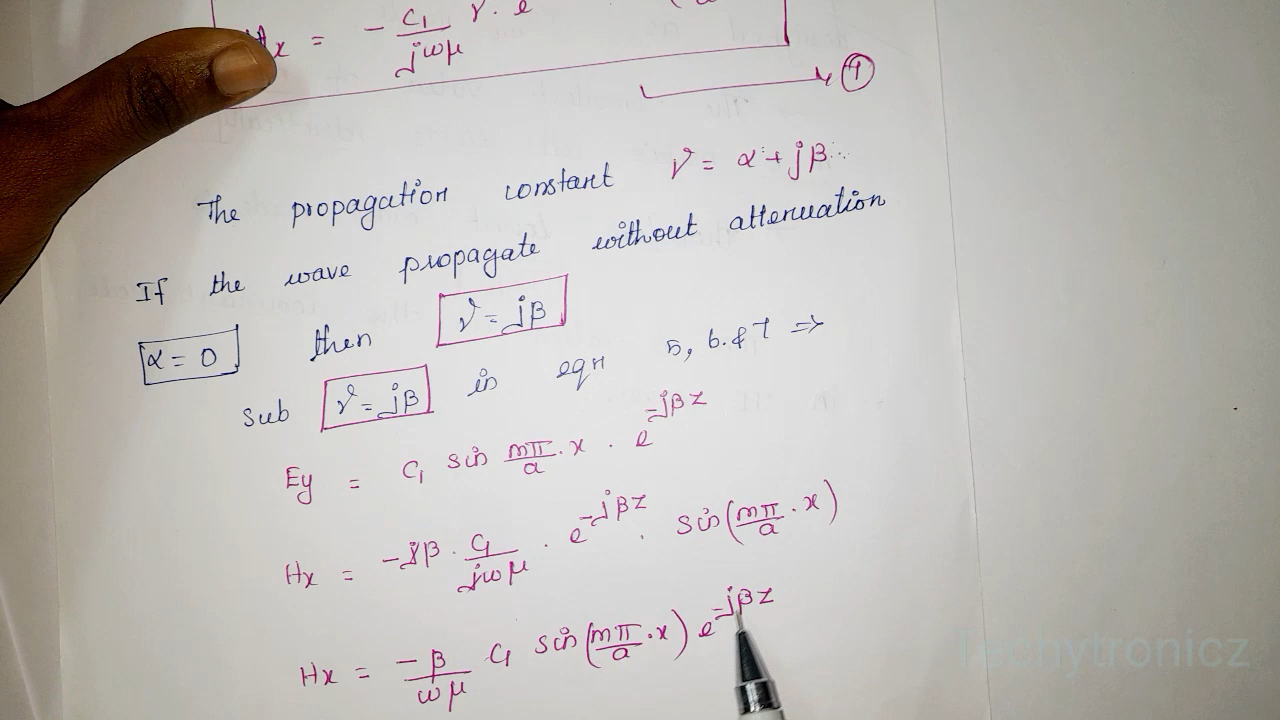 Hx = - C1/jωμ γ. e
7
The propagation constant γ = α + jβ
If the wave propagate without attenuation
α = 0 then γ = jβ
Sub γ = jβ in eqn 5, 6. & 7 ⇒
Ey = C1 sin mπ/a . x . e^-jβz
Hx = -jβ . C1/jωμ . e^-jβz . sin(mπ/a . x)
Hx = -β/ωμ C1 sin(mπ/a . x) e^-jβz
Techytronicz